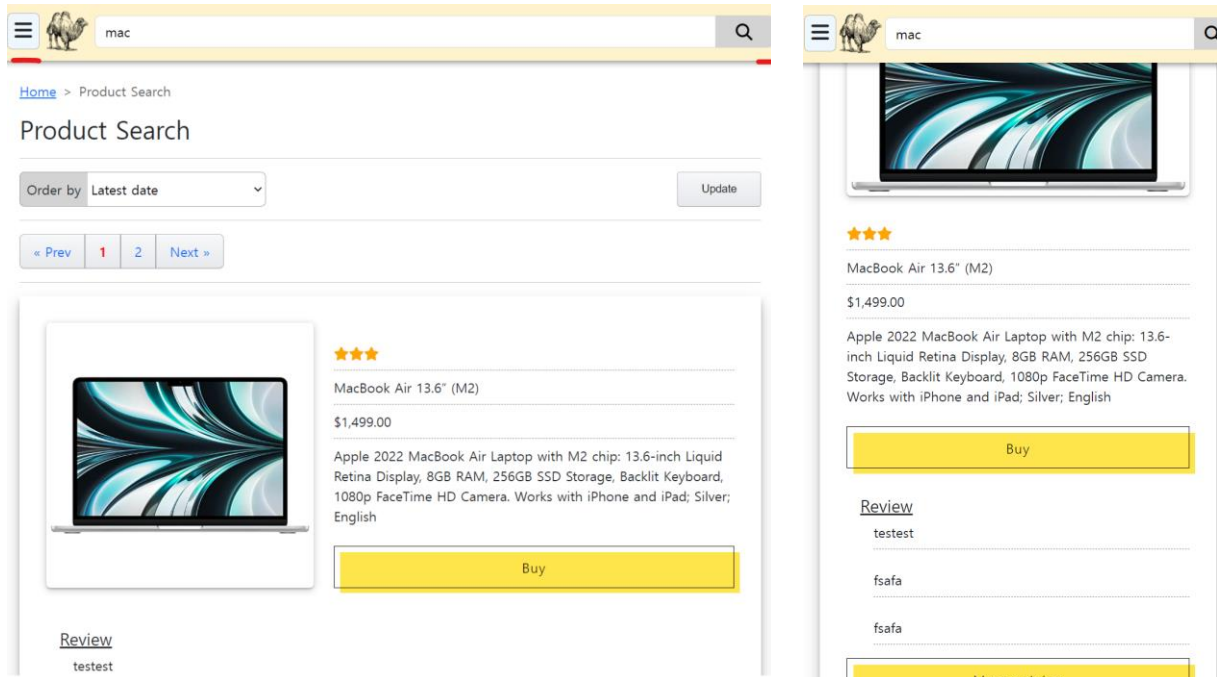 mac
Home > Product Search
Product Search
Order by Latest date
Update
« Prev 1 2 Next »
MacBook Air 13.6" (M2)
$1,499.00
Apple 2022 MacBook Air Laptop with M2 chip: 13.6-inch Liquid
Retina Display, 8GB RAM, 256GB SSD Storage, Backlit Keyboard,
1080p FaceTime HD Camera. Works with iPhone and iPad; Silver;
English
Buy
Review
testest
mac
MacBook Air 13.6" (M2)
$1,499.00
Apple 2022 MacBook Air Laptop with M2 chip: 13.6-
inch Liquid Retina Display, 8GB RAM, 256GB SSD
Storage, Backlit Keyboard, 1080p FaceTime HD Camera.
Works with iPhone and iPad; Silver; English
Buy
Review
testest
fsafa
fsafa